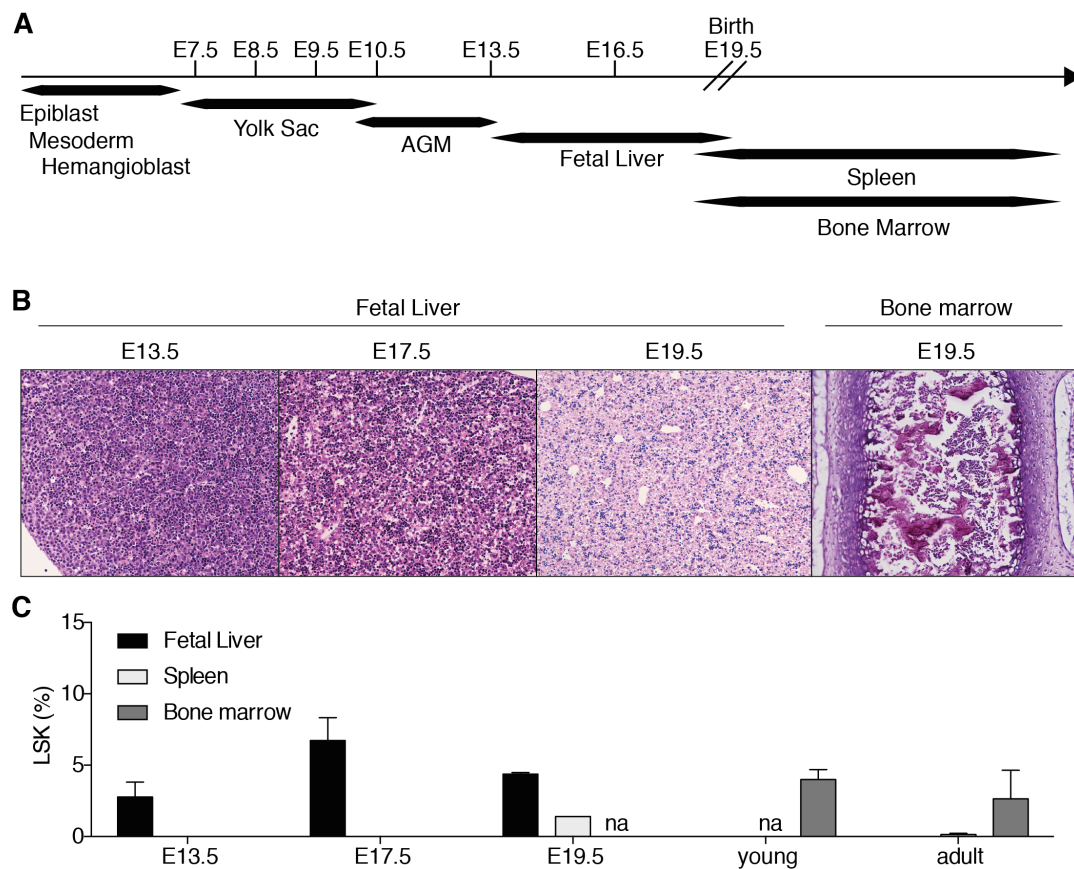 A
Birth
E7.5 E8.5 E9.5 E10.5 E13.5 E16.5 E19.5
Epiblast
Mesoderm
Hemangioblast
Yolk Sac
AGM
Fetal Liver
Spleen
Bone Marrow
B
Fetal Liver Bone marrow
E13.5 E17.5 E19.5 E19.5
C
15
10
5
0
LSK (%)
Fetal Liver
Spleen
Bone marrow
na na
E13.5 E17.5 E19.5 young adult